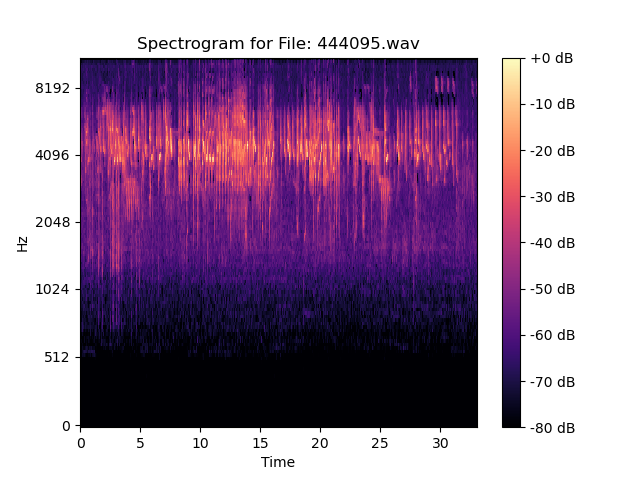 Spectrogram for File: 444095.wav
Hz
8192
4096
2048
1024
512
0
0 5 10 15 20 25 30
Time
+0 dB
-10 dB
-20 dB
-30 dB
-40 dB
-50 dB
-60 dB
-70 dB
-80 dB